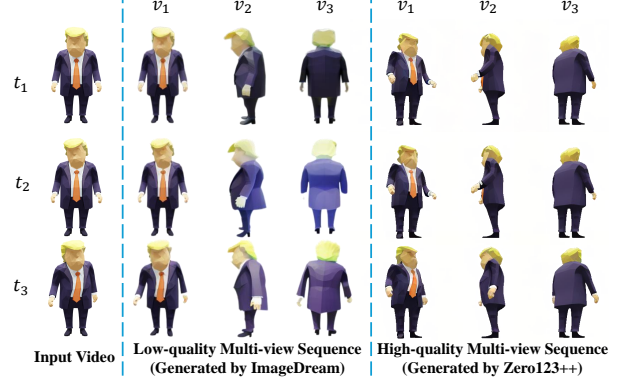 v₁ v₂ v₃ v₁ v₂ v₃
t₁
t₂
t₃
Input Video
Low-quality Multi-view Sequence
(Generated by ImageDream)
High-quality Multi-view Sequence
(Generated by Zero123++)